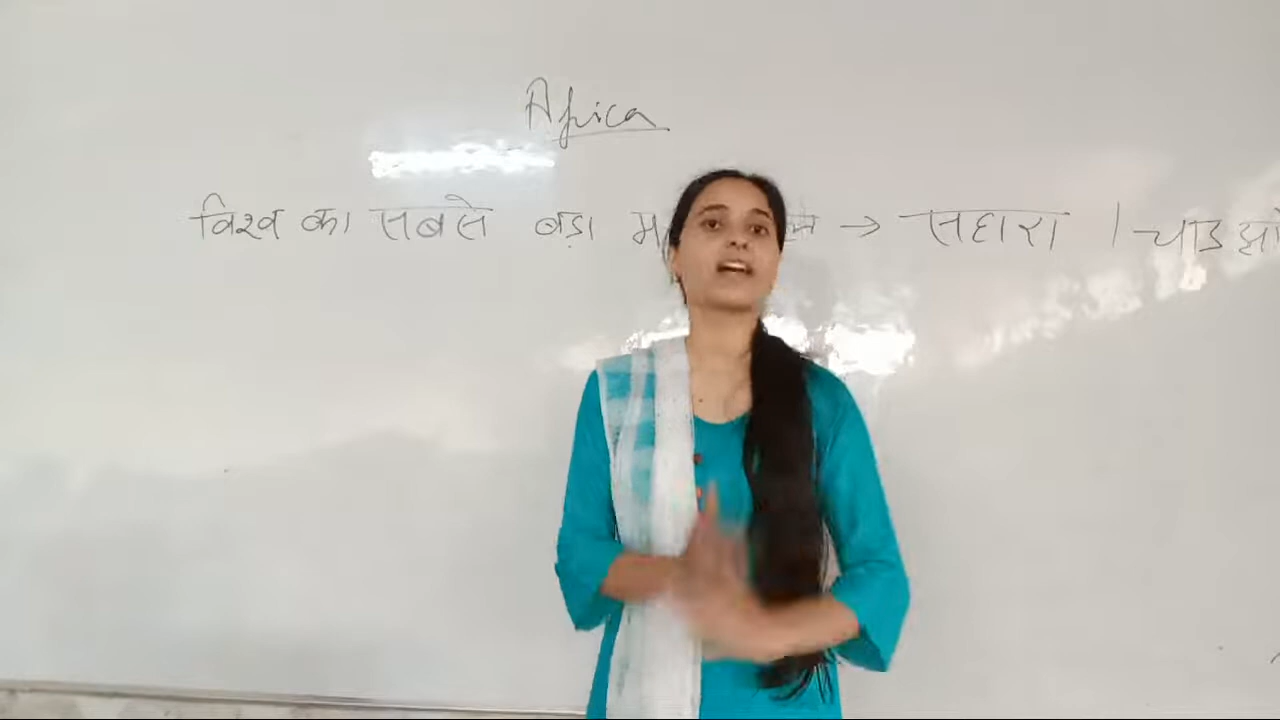 Africa
विश्व का सबसे बड़ा → सहारा | चाड